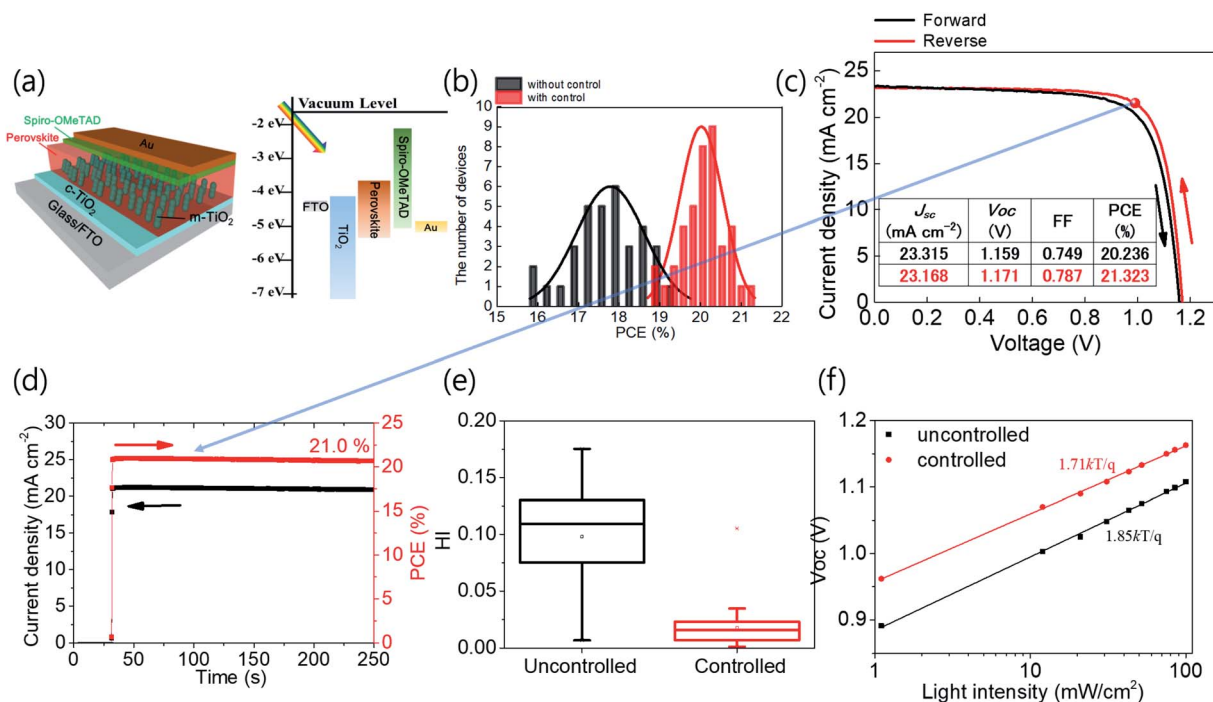 (a)
Spiro-OMeTAD
Perovskite
Au
c-TiO2
m-TiO2
Glass/FTO
Vacuum Level
-2 eV
-3 eV
-4 eV
-5 eV
-6 eV
-7 eV
FTO
TiO2
Perovskite
Spiro-OMeTAD
Au
(b)
without control
with control
The number of devices
10
9
8
7
6
5
4
3
2
1
0
15 16 17 18 19 20 21 22
PCE (%)
Forward
Reverse
(c)
Current density (mA cm-2)
25
20
15
10
5
0
Jsc Voc FF PCE
(mA cm-2) (V) (%)
23.315 1.159 0.749 20.236
23.168 1.171 0.787 21.323
0.0 0.2 0.4 0.6 0.8 1.0 1.2
Voltage (V)
(d)
Current density (mA cm-2)
30
25
20
15
10
5
0
21.0 %
25
20
15
10
5
0
PCE (%)
0 50 100 150 200 250
Time (s)
(e)
HI
0.20
0.15
0.10
0.05
0.00
Uncontrolled Controlled
(f)
Voc (V)
1.2
1.1
1.0
0.9
uncontrolled
controlled
1.71kT/q
1.85kT/q
1 10 100
Light intensity (mW/cm2)